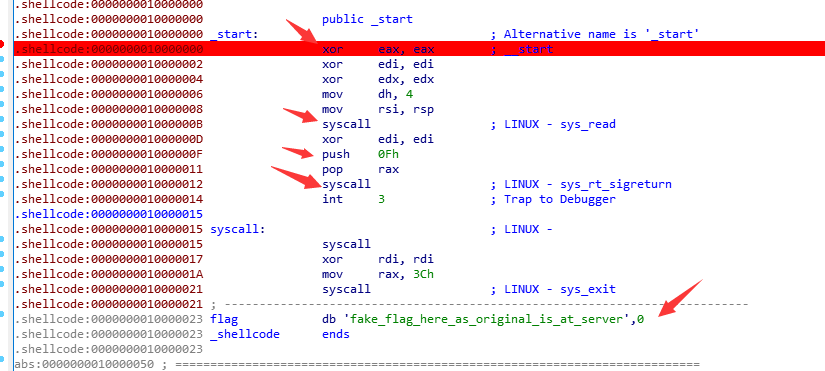 .shellcode:0000000010000000
.shellcode:0000000010000000 public _start
.shellcode:0000000010000000 _start: ; Alternative name is '_start'
.shellcode:0000000010000000 xor eax, eax ; __start
.shellcode:0000000010000002 xor edi, edi
.shellcode:0000000010000004 xor edx, edx
.shellcode:0000000010000006 mov dh, 4
.shellcode:0000000010000008 mov rsi, rsp
.shellcode:000000001000000B syscall ; LINUX - sys_read
.shellcode:000000001000000D xor edi, edi
.shellcode:000000001000000F push 0Fh
.shellcode:0000000010000011 pop rax
.shellcode:0000000010000012 syscall ; LINUX - sys_rt_sigreturn
.shellcode:0000000010000014 int 3 ; Trap to Debugger
.shellcode:0000000010000015
.shellcode:0000000010000015 syscall: ; LINUX -
.shellcode:0000000010000015 syscall
.shellcode:0000000010000017 xor rdi, rdi
.shellcode:000000001000001A mov rax, 3Ch
.shellcode:0000000010000021 syscall ; LINUX - sys_exit
.shellcode:0000000010000021 ; ---------------------------------------------------------------------------
.shellcode:0000000010000023 flag db 'fake_flag_here_as_original_is_at_server',0
.shellcode:0000000010000023 _shellcode ends
.shellcode:0000000010000023
abs:0000000010000050 ; ===========================================================================